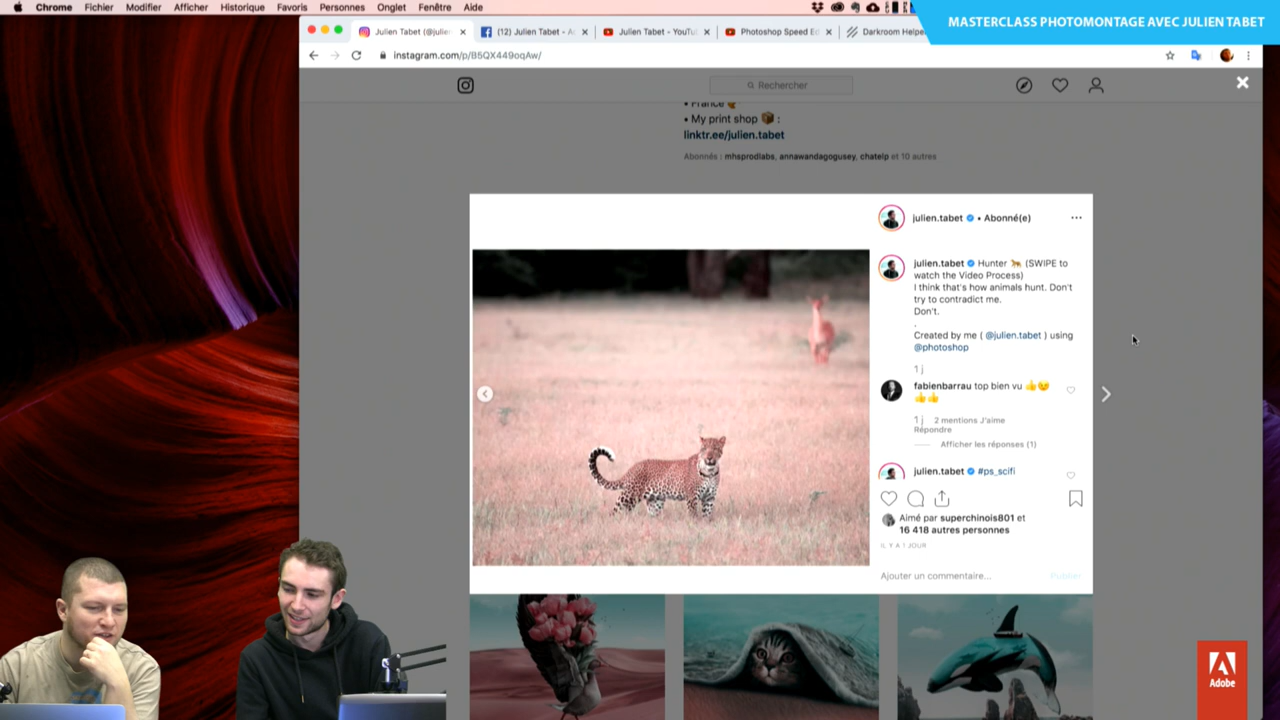 Chrome Fichier Modifier Afficher Historique Favoris Personnes Onglet Fenêtre Aide
MASTERCLASS PHOTOMONTAGE AVEC JULIEN TABET
Julien Tabet (@julie
(12) Julien Tabet - A
Julien Tabet - YouTu
Photoshop Speed Ed
Darkroom Helpe
instagram.com/p/B5QX449oqAw/
Rechercher
• France
• My print shop :
linktr.ee/julien.tabet
Abonnés : mhsprodlabs, annawandagogusey, chatelp et 10 autres
julien.tabet • Abonné(e)
julien.tabet Hunter 🐆 (SWIPE to
watch the Video Process)
I think that's how animals hunt. Don't
try to contradict me.
Don't.
.
Created by me ( @julien.tabet ) using
@photoshop
1 j
fabienbarrau top bien vu 👍😉
👍👍
1 j 2 mentions J'aime
Répondre
Afficher les réponses (1)
julien.tabet #ps_scifi
Aimé par superchinois801 et
16 418 autres personnes
IL Y A 1 JOUR
Ajouter un commentaire...
Publier
Adobe